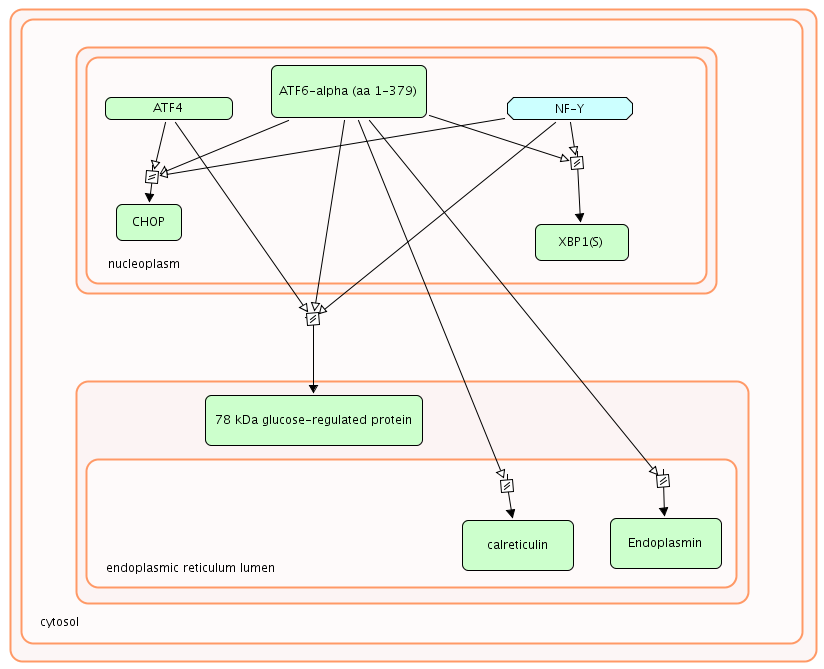 ATF4
ATF6-alpha (aa 1-379)
NF-Y
CHOP
XBP1(S)
nucleoplasm
78 kDa glucose-regulated protein
calreticulin
Endoplasmin
endoplasmic reticulum lumen
cytosol